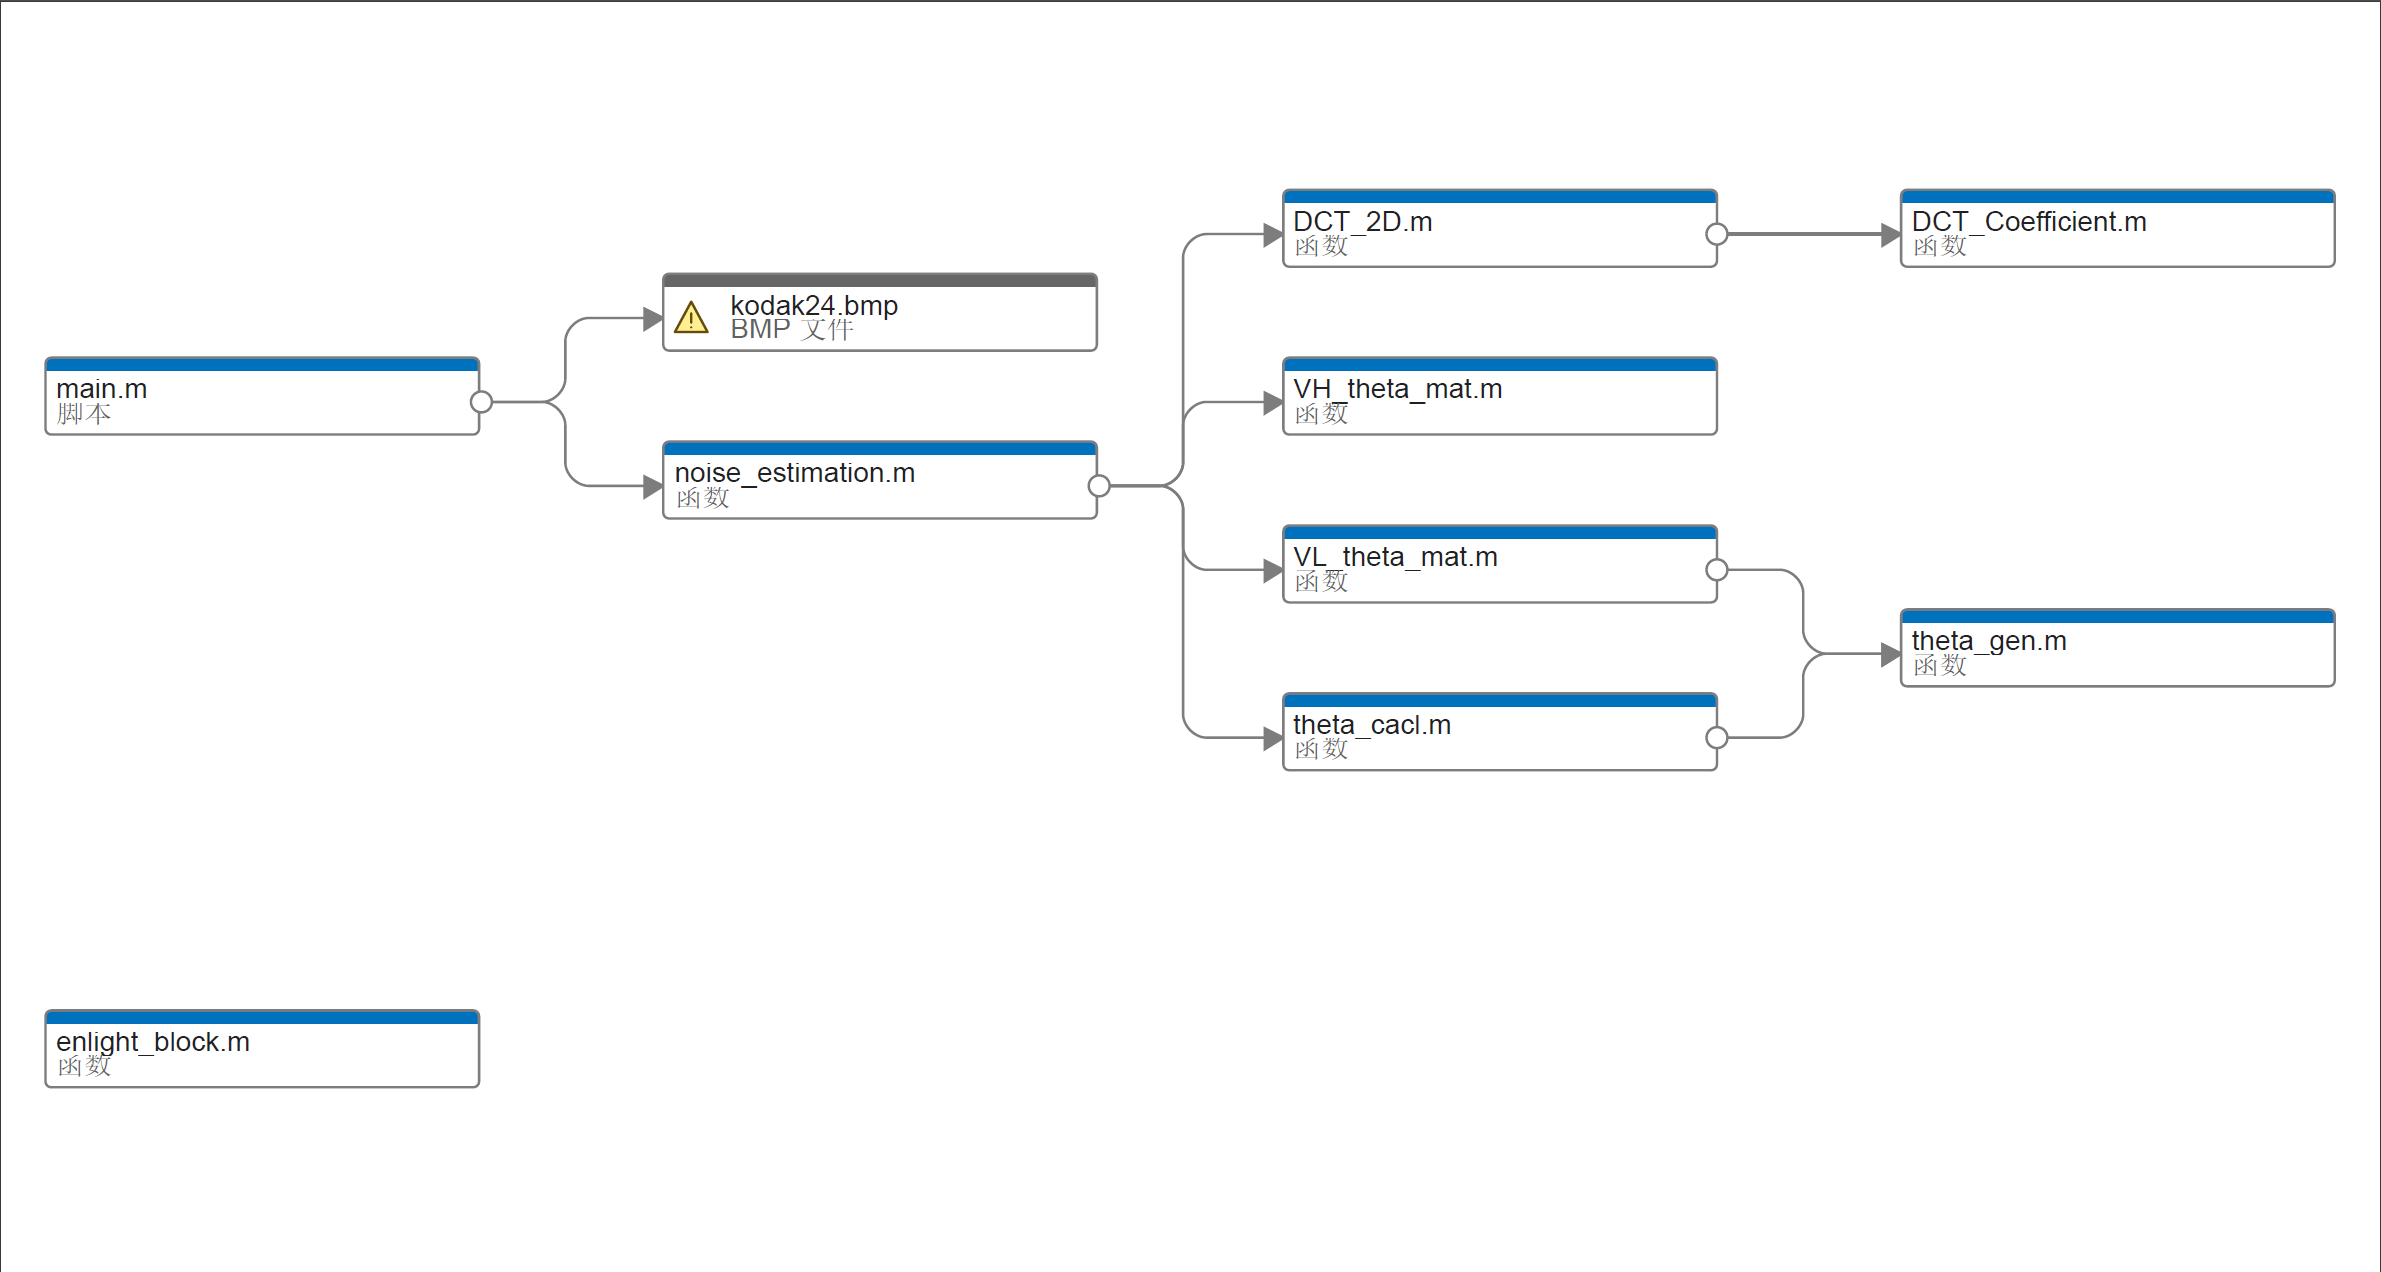 main.m
脚本
kodak24.bmp
BMP 文件
noise_estimation.m
函数
DCT_2D.m
函数
VH_theta_mat.m
函数
VL_theta_mat.m
函数
theta_cacl.m
函数
DCT_Coefficient.m
函数
theta_gen.m
函数
enlight_block.m
函数